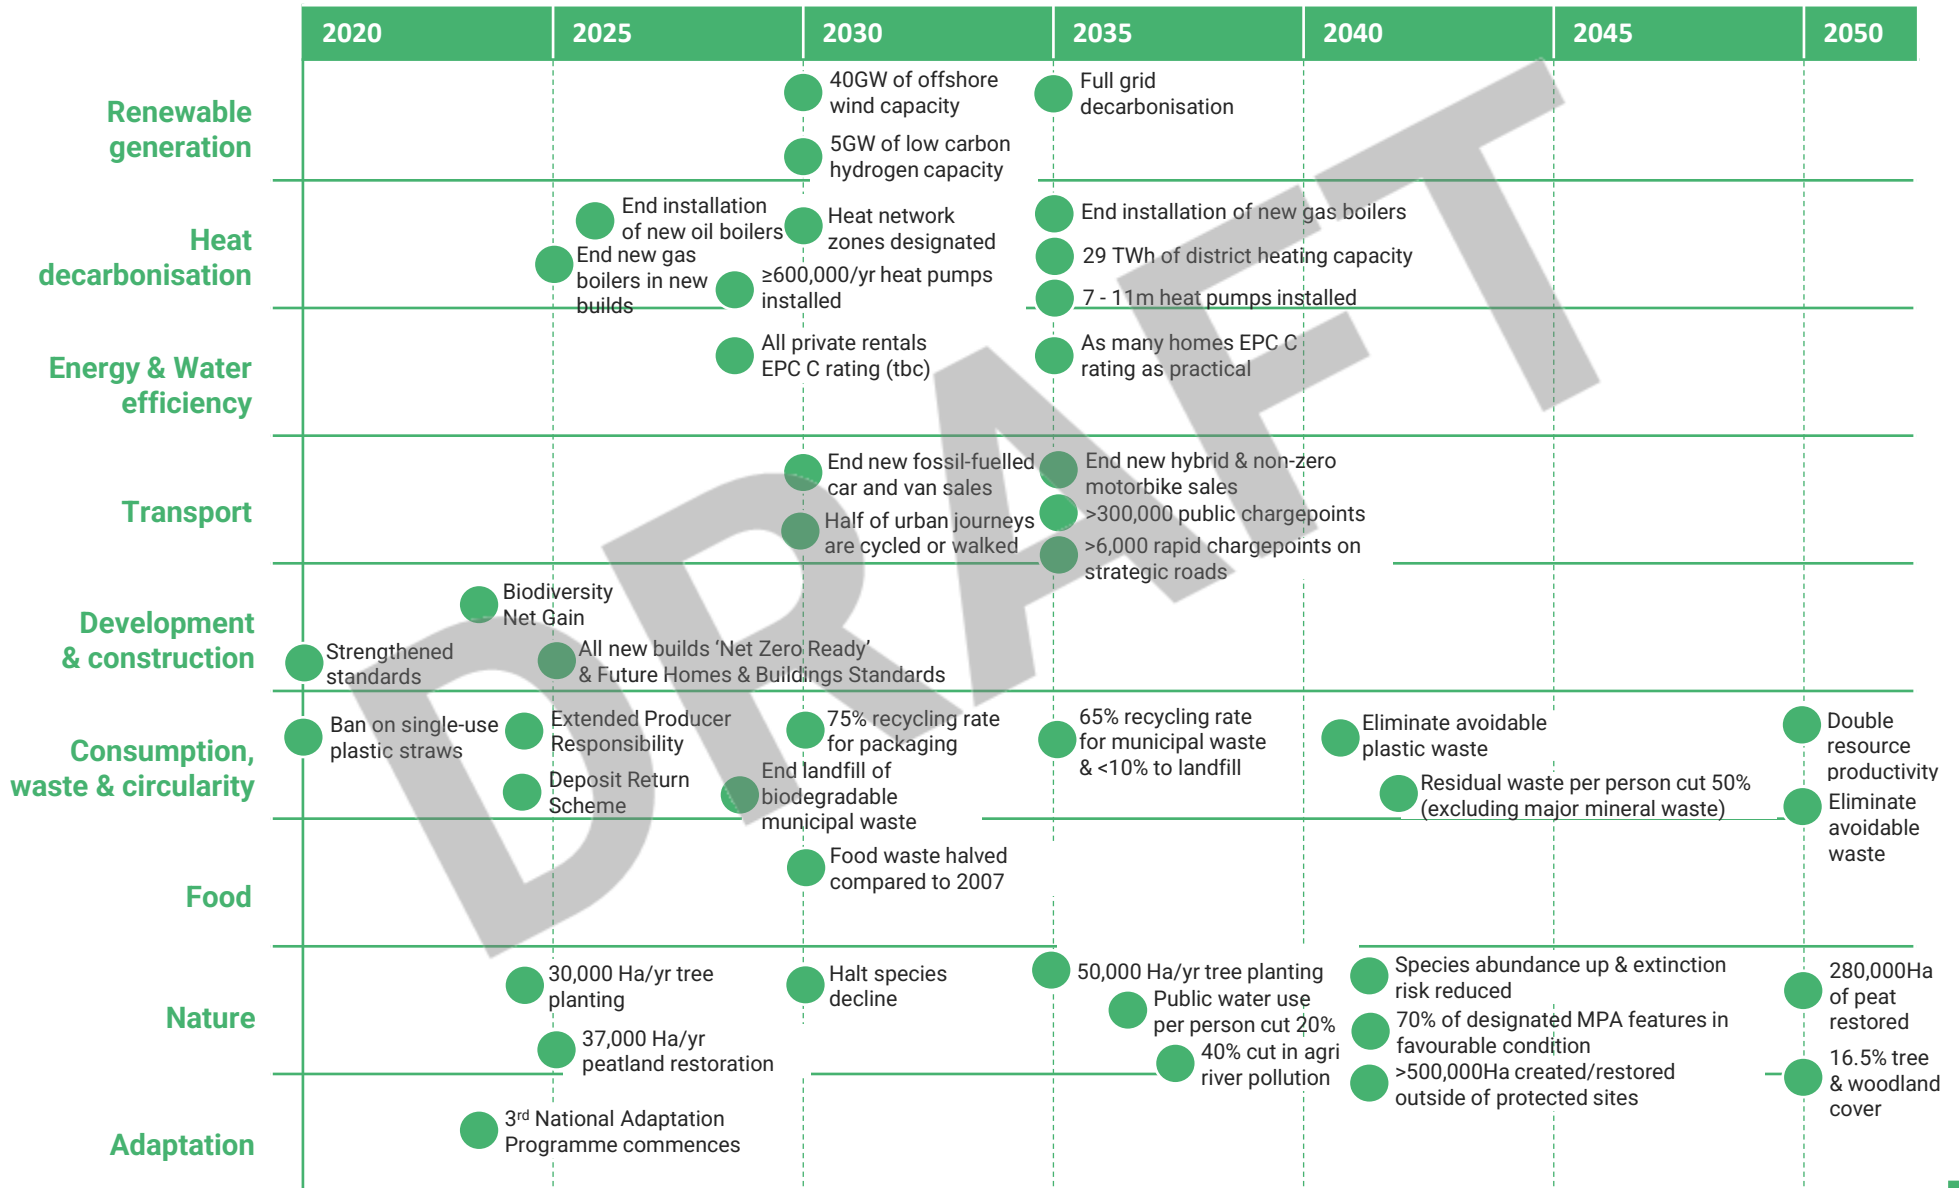 2020 2025 2030 2035 2040 2045 2050
Renewable
generation
40GW of offshore
wind capacity
5GW of low carbon
hydrogen capacity
Full grid
decarbonisation
Heat
decarbonisation
End installation
of new oil boilers
End new gas
boilers in new
builds
Heat network
zones designated
≥600,000/yr heat pumps
installed
End installation of new gas boilers
29 TWh of district heating capacity
7 - 11m heat pumps installed
Energy & Water
efficiency
All private rentals
EPC C rating (tbc)
As many homes EPC C
rating as practical
Transport
End new fossil-fuelled
car and van sales
Half of urban journeys
are cycled or walked
End new hybrid & non-zero
motorbike sales
>300,000 public chargepoints
>6,000 rapid chargepoints on
strategic roads
Development
& construction
Biodiversity
Net Gain
Strengthened
standards
All new builds ‘Net Zero Ready’
& Future Homes & Buildings Standards
Consumption,
waste & circularity
Ban on single-use
plastic straws
Extended Producer
Responsibility
Deposit Return
Scheme
75% recycling rate
for packaging
End landfill of
biodegradable
municipal waste
65% recycling rate
for municipal waste
& <10% to landfill
Eliminate avoidable
plastic waste
Residual waste per person cut 50%
(excluding major mineral waste)
Double
resource
productivity
Eliminate
avoidable
waste
Food
Food waste halved
compared to 2007
Nature
30,000 Ha/yr tree
planting
37,000 Ha/yr
peatland restoration
Halt species
decline
50,000 Ha/yr tree planting
Public water use
per person cut 20%
40% cut in agri
river pollution
Species abundance up & extinction
risk reduced
70% of designated MPA features in
favourable condition
>500,000Ha created/restored
outside of protected sites
280,000Ha
of peat
restored
16.5% tree
& woodland
cover
Adaptation
3rd National Adaptation
Programme commences
DRAFT